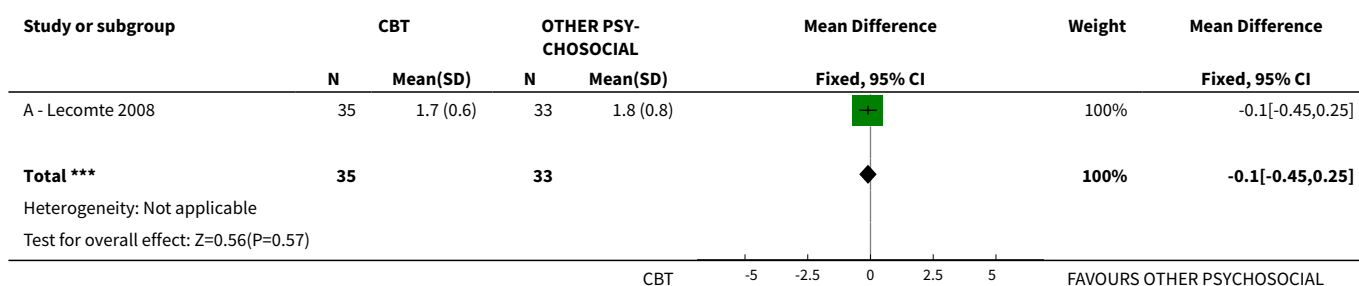 Study or subgroup CBT OTHER PSY- Mean Difference Weight Mean Difference
CHOSOCIAL
N Mean(SD) N Mean(SD) Fixed, 95% CI Fixed, 95% CI
A - Lecomte 2008 35 1.7 (0.6) 33 1.8 (0.8) 100% -0.1[-0.45,0.25]
Total *** 35 33 100% -0.1[-0.45,0.25]
Heterogeneity: Not applicable
Test for overall effect: Z=0.56(P=0.57)
CBT -5 -2.5 0 2.5 5 FAVOURS OTHER PSYCHOSOCIAL